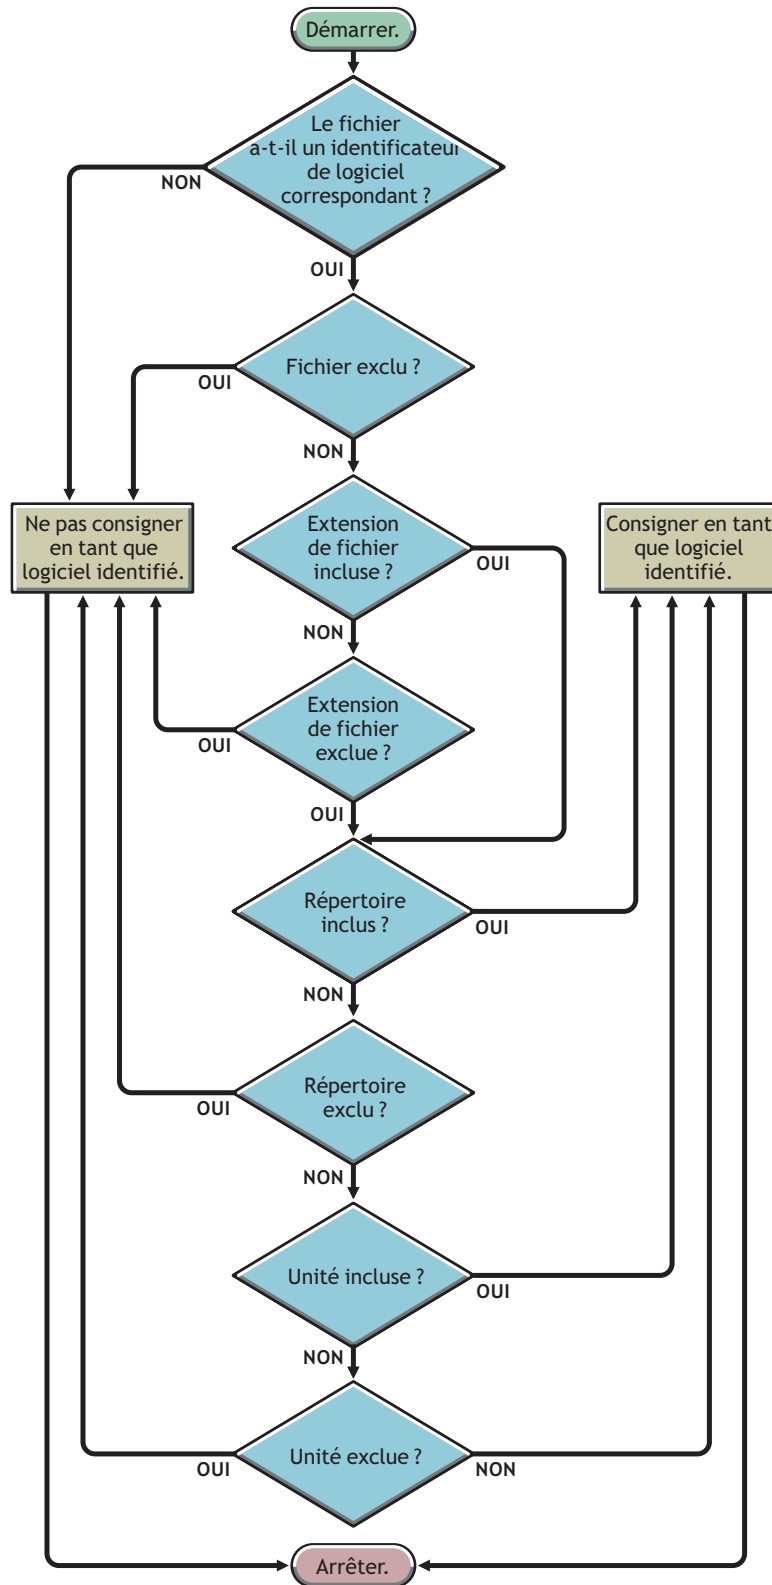 Démarrer.
Le fichier
a-t-il un identificateur
de logiciel
correspondant ?
NON
OUI
Fichier exclu ?
OUI
NON
Ne pas consigner
en tant que
logiciel identifié.
Extension
de fichier
incluse ?
OUI
Consigner en tant
que logiciel
identifié.
NON
Extension
de fichier
exclue ?
OUI
OUI
Répertoire
inclus ?
OUI
NON
Répertoire
exclu ?
OUI
NON
Unité incluse ?
OUI
NON
Unité exclue ?
OUI
NON
Arrêter.